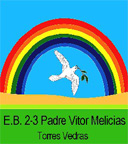 E.B. 2-3 Padre Vitor Melicias
Torres Vedras